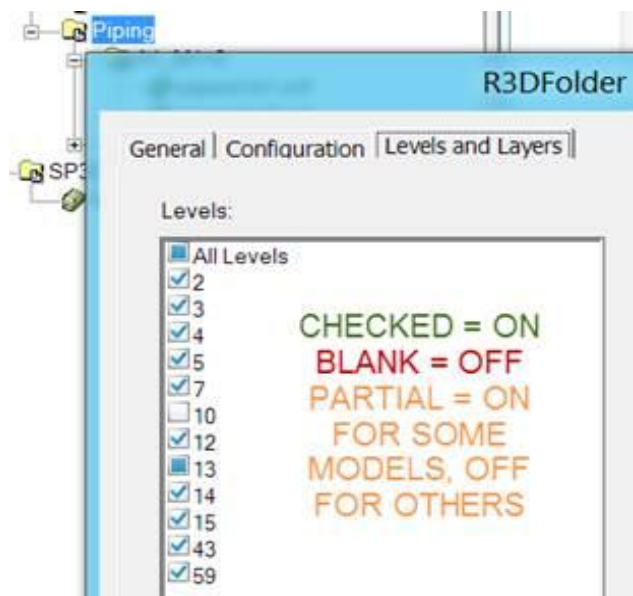 Piping
R3DFolder
General Configuration Levels and Layers
SP3
Levels:
All Levels
2
3
4
5
7
10
12
13
14
15
43
59
CHECKED = ON
BLANK = OFF
PARTIAL = ON
FOR SOME
MODELS, OFF
FOR OTHERS